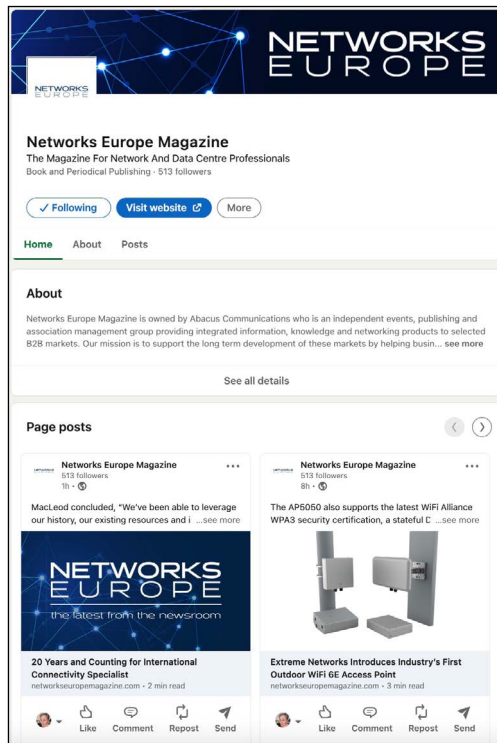 NETWORKS
EUROPE
NETWORKS
EUROPE
Networks Europe Magazine
The Magazine For Network And Data Centre Professionals
Book and Periodical Publishing · 513 followers
✓ Following
Visit website
More
Home
About
Posts
About
Networks Europe Magazine is owned by Abacus Communications who is an independent events, publishing and
association management group providing integrated information, knowledge and networking products to selected
B2B markets. Our mission is to support the long term development of these markets by helping busin... see more
See all details
Page posts
Networks Europe Magazine
513 followers
1h •
MacLeod concluded, "We've been able to leverage
our history, our existing resources and i ...see more
NETWORKS
EUROPE
the latest from the newsroom
20 Years and Counting for International
Connectivity Specialist
networkseuropemagazine.com • 2 min read
Like Comment Repost Send
Networks Europe Magazine
513 followers
8h •
The AP5050 also supports the latest WiFi Alliance
WPA3 security certification, a stateful D ...see more
Extreme Networks Introduces Industry's First
Outdoor WiFi 6E Access Point
networkseuropemagazine.com • 3 min read
Like Comment Repost Send